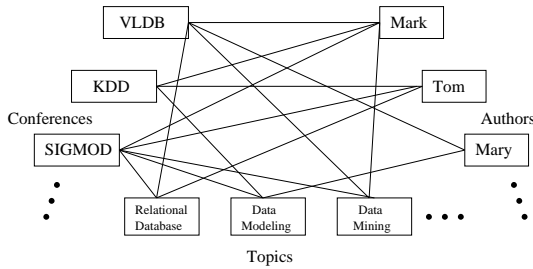 VLDB
Mark
KDD
Tom
Conferences
Authors
SIGMOD
Mary
Relational
Database
Data
Modeling
Data
Mining
Topics